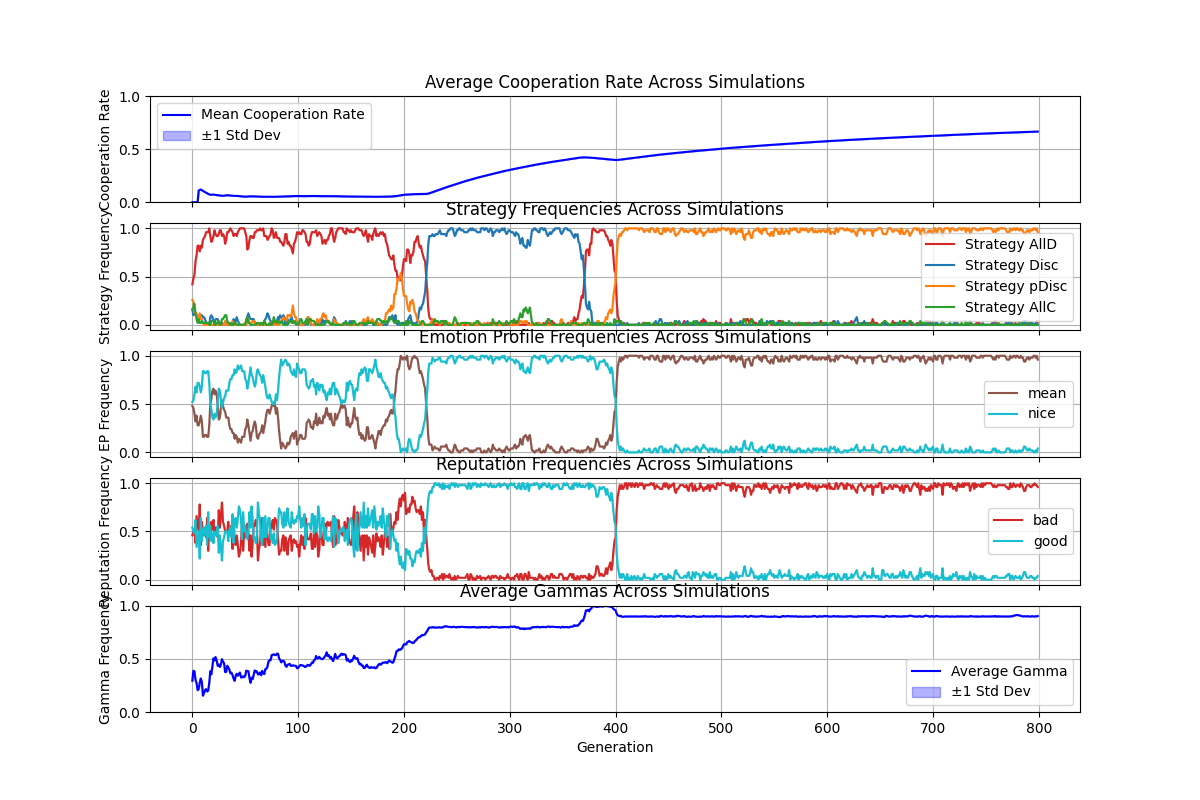 Average Cooperation Rate Across Simulations
Cooperation Rate
1.0
0.5
0.0
Mean Cooperation Rate
±1 Std Dev
Strategy Frequencies Across Simulations
Strategy Frequency
1.0
0.5
0.0
Strategy AllD
Strategy Disc
Strategy pDisc
Strategy AllC
Emotion Profile Frequencies Across Simulations
EP Frequency
1.0
0.5
0.0
mean
nice
Reputation Frequencies Across Simulations
Reputation Frequency
1.0
0.5
0.0
bad
good
Average Gammas Across Simulations
Gamma Frequency
1.0
0.5
0.0
Average Gamma
±1 Std Dev
0 100 200 300 400 500 600 700 800
Generation